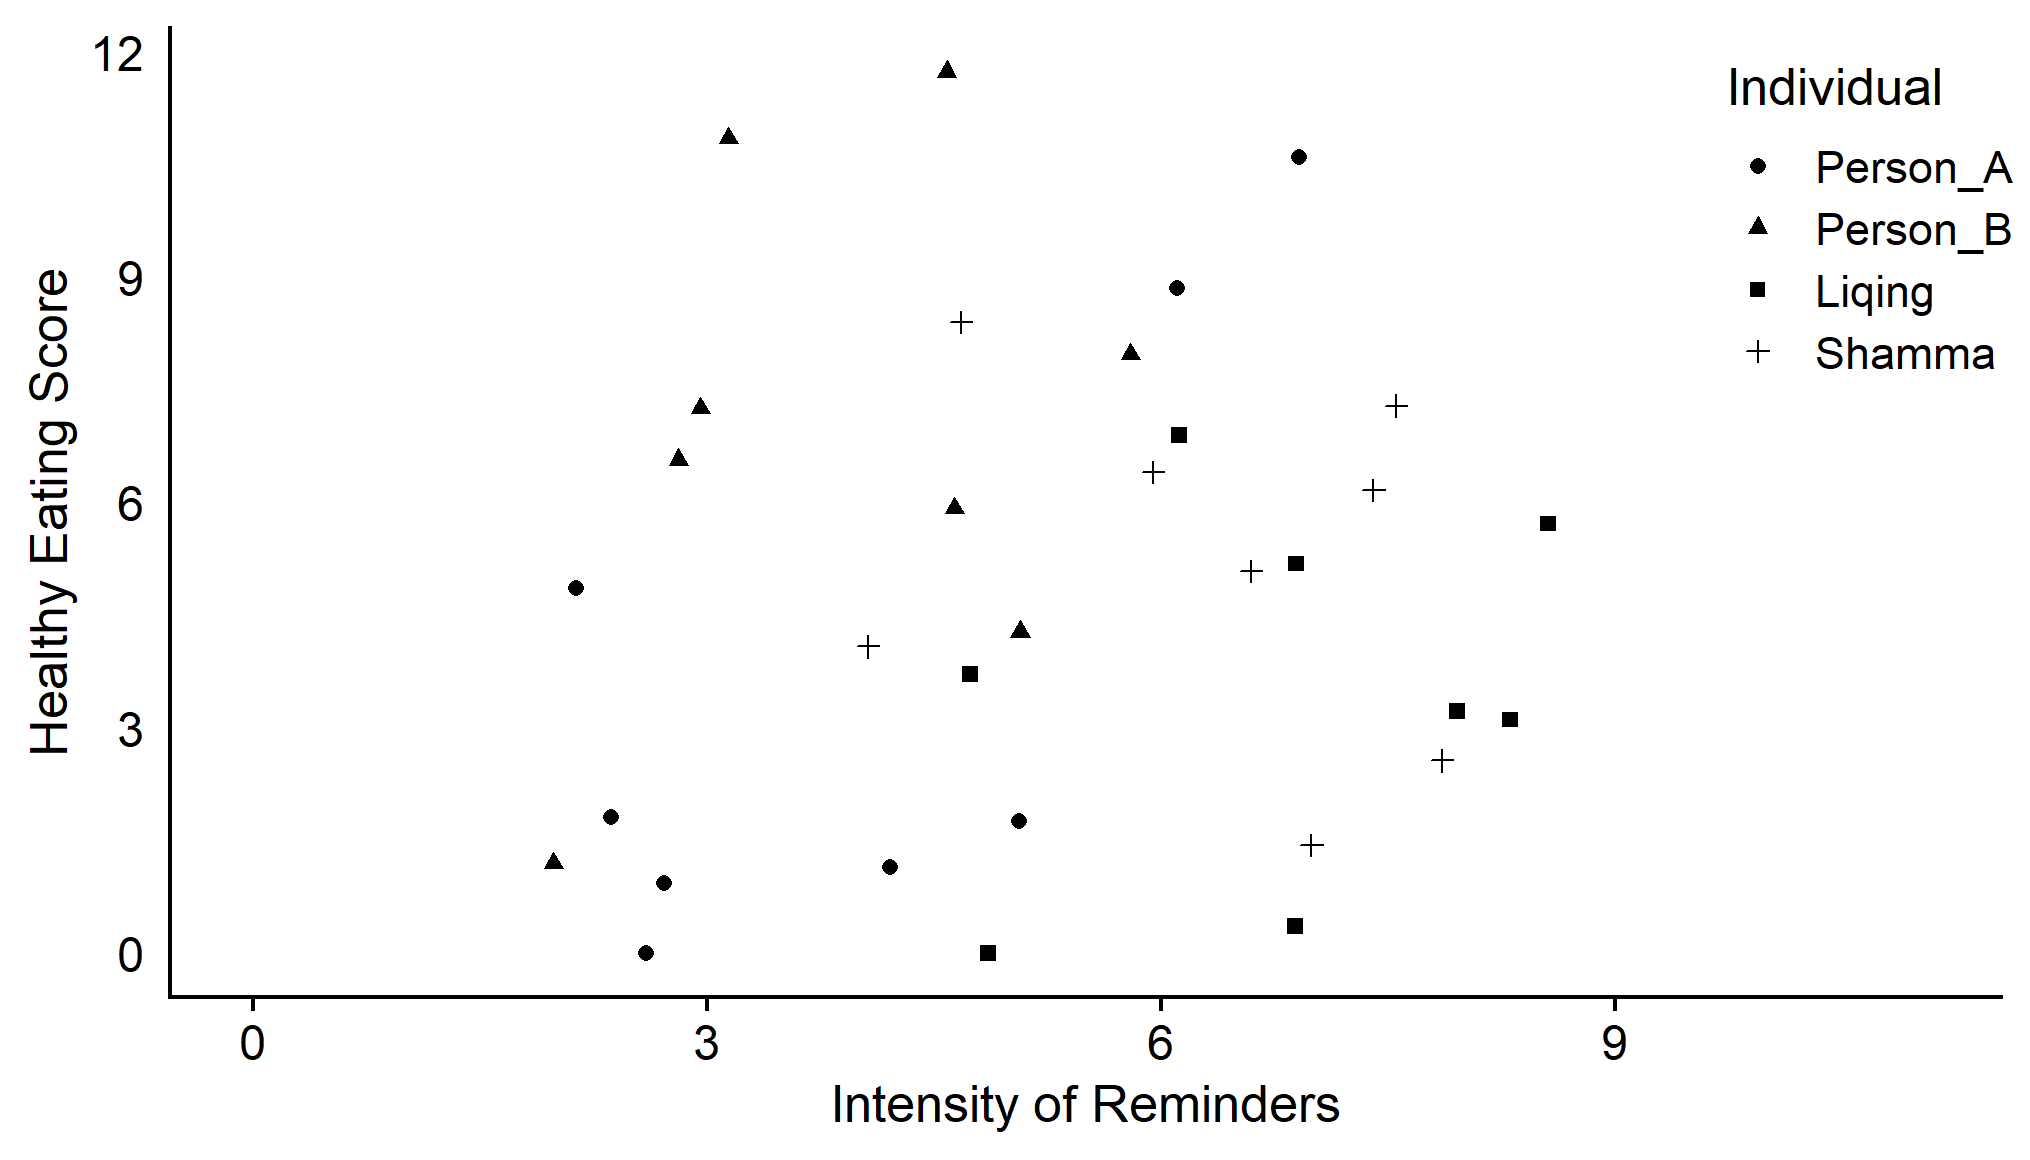 12
9
6
3
0
Healthy Eating Score
0 3 6 9
Intensity of Reminders
Individual
Person_A
Person_B
Liqing
Shamma